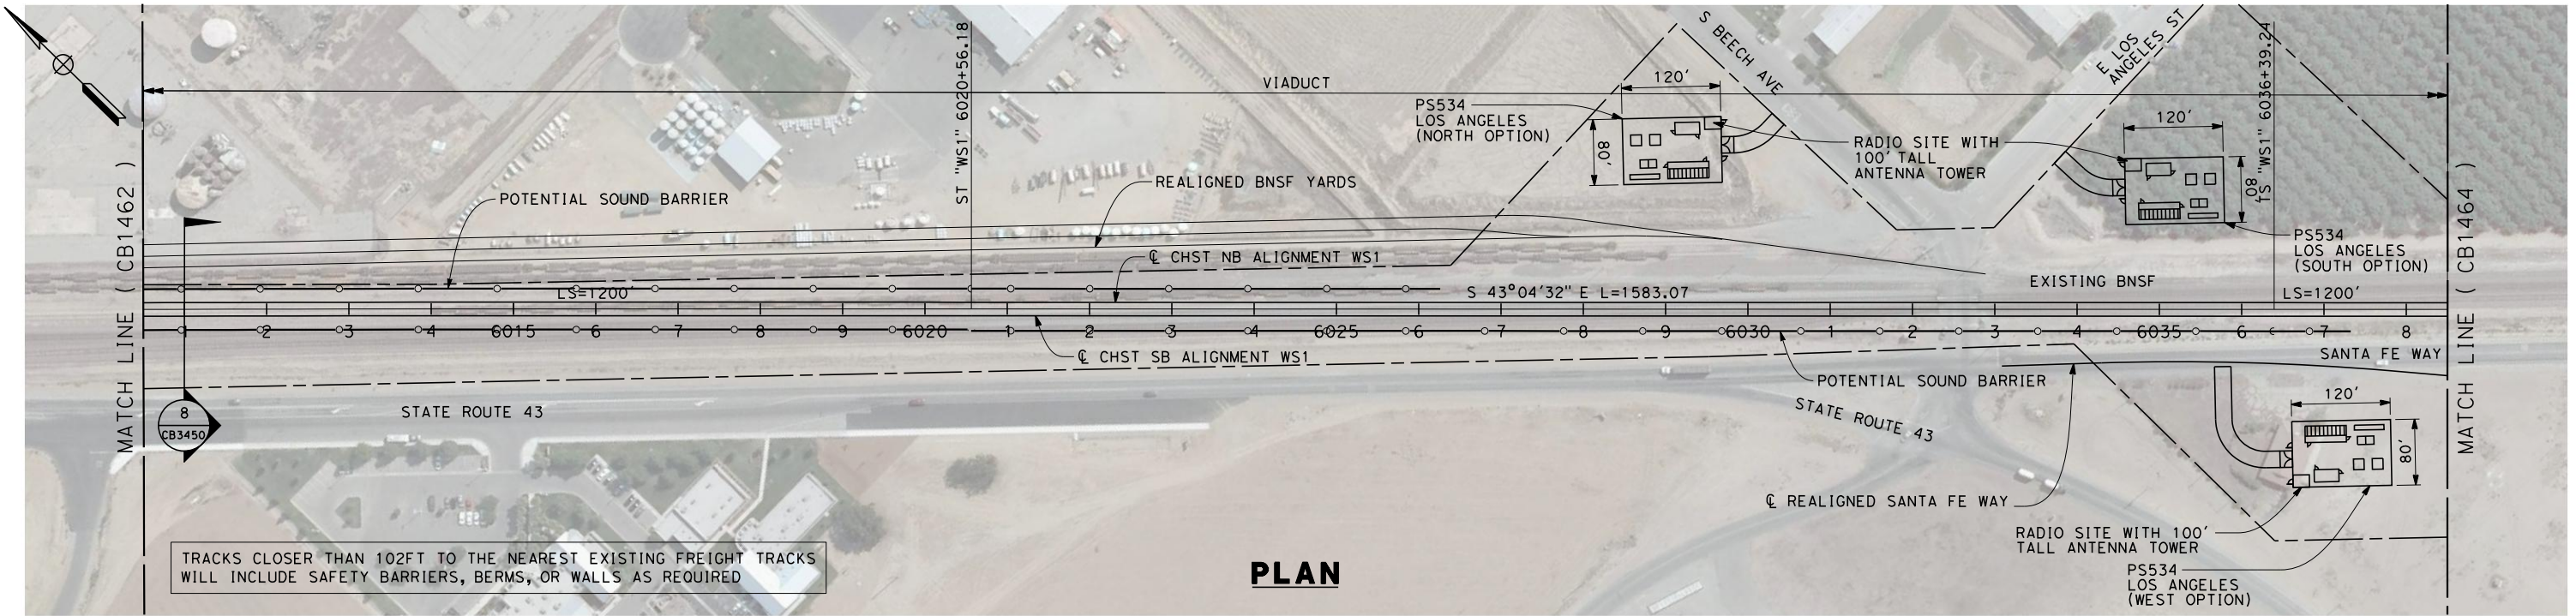 MATCH LINE ( CB1462 )
VIADUCT
ST "WS1" 6020+56.18
S BEECH AVE
E LOS
ANGELES ST
TS "WS1" 6036+39.24
MATCH LINE ( CB1464 )
PS534
LOS ANGELES
(NORTH OPTION)
120'
80'
RADIO SITE WITH
100' TALL
ANTENNA TOWER
120'
80'
PS534
LOS ANGELES
(SOUTH OPTION)
POTENTIAL SOUND BARRIER
REALIGNED BNSF YARDS
℄ CHST NB ALIGNMENT WS1
EXISTING BNSF
LS=1200'
S 43°04'32" E L=1583.07
LS=1200'
1 2 3 4 6015 6 7 8 9 6020 1 2 3 4 6025 6 7 8 9 6030 1 2 3 4 6035 6 7 8
℄ CHST SB ALIGNMENT WS1
SANTA FE WAY
POTENTIAL SOUND BARRIER
8
CB3450
STATE ROUTE 43
STATE ROUTE 43
120'
80'
℄ REALIGNED SANTA FE WAY
RADIO SITE WITH 100'
TALL ANTENNA TOWER
PS534
LOS ANGELES
(WEST OPTION)
TRACKS CLOSER THAN 102FT TO THE NEAREST EXISTING FREIGHT TRACKS
WILL INCLUDE SAFETY BARRIERS, BERMS, OR WALLS AS REQUIRED
PLAN